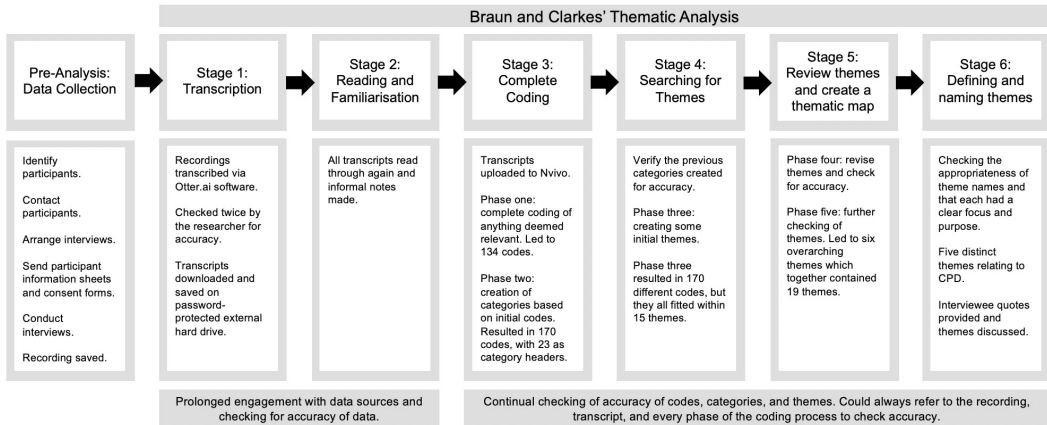 Braun and Clarkes’ Thematic Analysis
Pre-Analysis:
Data Collection
Stage 1:
Transcription
Stage 2:
Reading and
Familiarisation
Stage 3:
Complete
Coding
Stage 4:
Searching for
Themes
Stage 5:
Review themes
and create a
thematic map
Stage 6:
Defining and
naming themes
Identify
participants.
Contact
participants.
Arrange interviews.
Send participant
information sheets
and consent forms.
Conduct
interviews.
Recording saved.
Recordings
transcribed via
Otter.ai software.
Checked twice by
the researcher for
accuracy.
Transcripts
downloaded and
saved on
password-
protected external
hard drive.
All transcripts read
through again and
informal notes
made.
Transcripts
uploaded to Nvivo.
Phase one:
complete coding of
anything deemed
relevant. Led to
134 codes.
Phase two:
creation of
categories based
on initial codes.
Resulted in 170
codes, with 23 as
category headers.
Verify the previous
categories created
for accuracy.
Phase three:
creating some
initial themes.
Phase three
resulted in 170
different codes, but
they all fitted within
15 themes.
Phase four: revise
themes and check
for accuracy.
Phase five: further
checking of
themes. Led to six
overarching
themes which
together contained
19 themes.
Checking the
appropriateness of
theme names and
that each had a
clear focus and
purpose.
Five distinct
themes relating to
CPD.
Interviewee quotes
provided and
themes discussed.
Prolonged engagement with data sources and
checking for accuracy of data.
Continual checking of accuracy of codes, categories, and themes. Could always refer to the recording,
transcript, and every phase of the coding process to check accuracy.